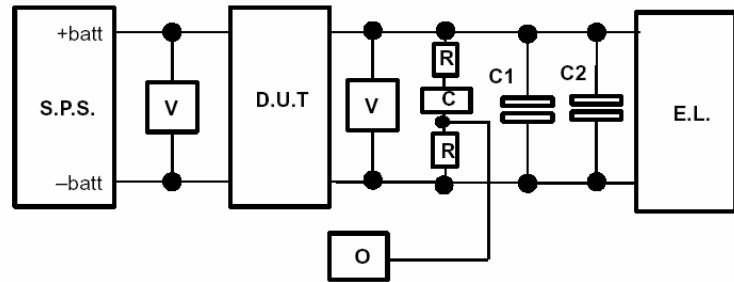 +batt
S.P.S.
–batt
V
D.U.T
V
R
C
R
C1
C2
E.L.
O